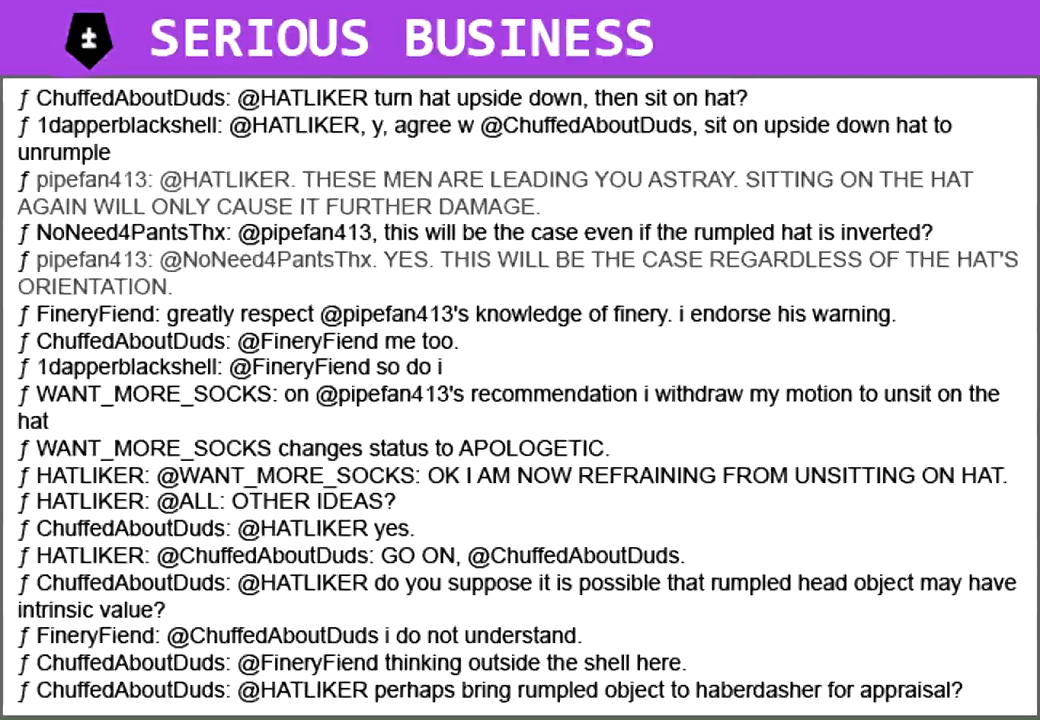 ± SERIOUS BUSINESS
ƒ ChuffedAboutDuds: @HATLIKER turn hat upside down, then sit on hat?
ƒ 1dapperblackshell: @HATLIKER, y, agree w @ChuffedAboutDuds, sit on upside down hat to
unrumple
ƒ pipefan413: @HATLIKER. THESE MEN ARE LEADING YOU ASTRAY. SITTING ON THE HAT
AGAIN WILL ONLY CAUSE IT FURTHER DAMAGE.
ƒ NoNeed4PantsThx: @pipefan413, this will be the case even if the rumpled hat is inverted?
ƒ pipefan413: @NoNeed4PantsThx. YES. THIS WILL BE THE CASE REGARDLESS OF THE HAT'S
ORIENTATION.
ƒ FineryFiend: greatly respect @pipefan413's knowledge of finery. i endorse his warning.
ƒ ChuffedAboutDuds: @FineryFiend me too.
ƒ 1dapperblackshell: @FineryFiend so do i
ƒ WANT_MORE_SOCKS: on @pipefan413's recommendation i withdraw my motion to unsit on the
hat
ƒ WANT_MORE_SOCKS changes status to APOLOGETIC.
ƒ HATLIKER: @WANT_MORE_SOCKS: OK I AM NOW REFRAINING FROM UNSITTING ON HAT.
ƒ HATLIKER: @ALL: OTHER IDEAS?
ƒ ChuffedAboutDuds: @HATLIKER yes.
ƒ HATLIKER: @ChuffedAboutDuds: GO ON, @ChuffedAboutDuds.
ƒ ChuffedAboutDuds: @HATLIKER do you suppose it is possible that rumpled head object may have
intrinsic value?
ƒ FineryFiend: @ChuffedAboutDuds i do not understand.
ƒ ChuffedAboutDuds: @FineryFiend thinking outside the shell here.
ƒ ChuffedAboutDuds: @HATLIKER perhaps bring rumpled object to haberdasher for appraisal?